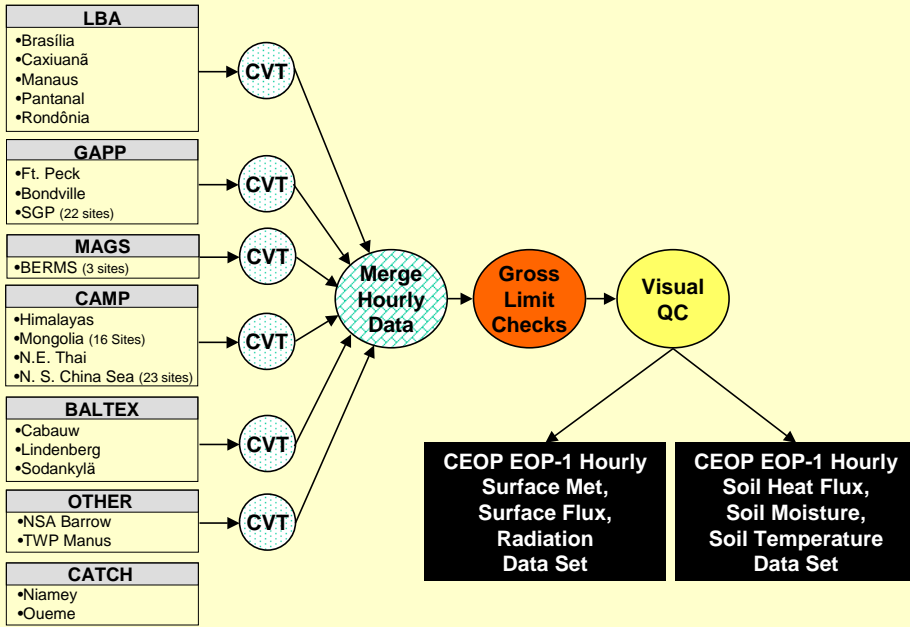 LBA
•Brasília
•Caxiuanã
•Manaus
•Pantanal
•Rondônia
CVT
GAPP
•Ft. Peck
•Bondville
•SGP (22 sites)
CVT
MAGS
•BERMS (3 sites)
CVT
CAMP
•Himalayas
•Mongolia (16 Sites)
•N.E. Thai
•N. S. China Sea (23 sites)
CVT
BALTEX
•Cabauw
•Lindenberg
•Sodankylä
CVT
OTHER
•NSA Barrow
•TWP Manus
CVT
CATCH
•Niamey
•Oueme
Merge
Hourly
Data
Gross
Limit
Checks
Visual
QC
CEOP EOP-1 Hourly
Surface Met,
Surface Flux,
Radiation
Data Set
CEOP EOP-1 Hourly
Soil Heat Flux,
Soil Moisture,
Soil Temperature
Data Set